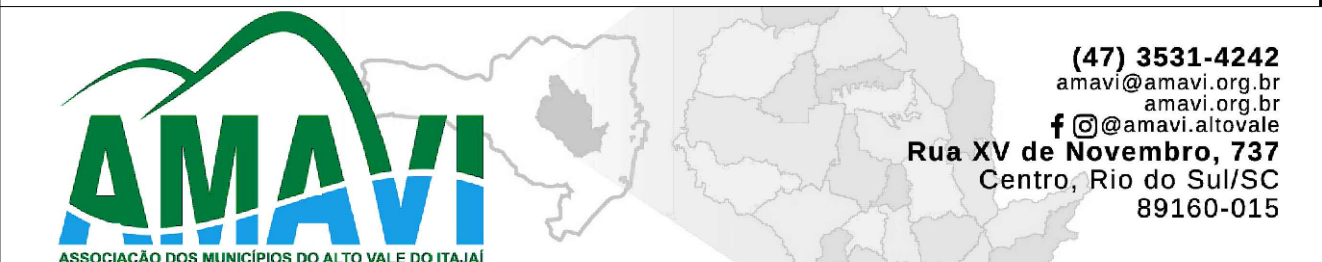 AMAVI
ASSOCIAÇÃO DOS MUNICÍPIOS DO ALTO VALE DO ITAJAÍ
(47) 3531-4242
amavi@amavi.org.br
amavi.org.br
@amavi.altovale
Rua XV de Novembro, 737
Centro, Rio do Sul/SC
89160-015